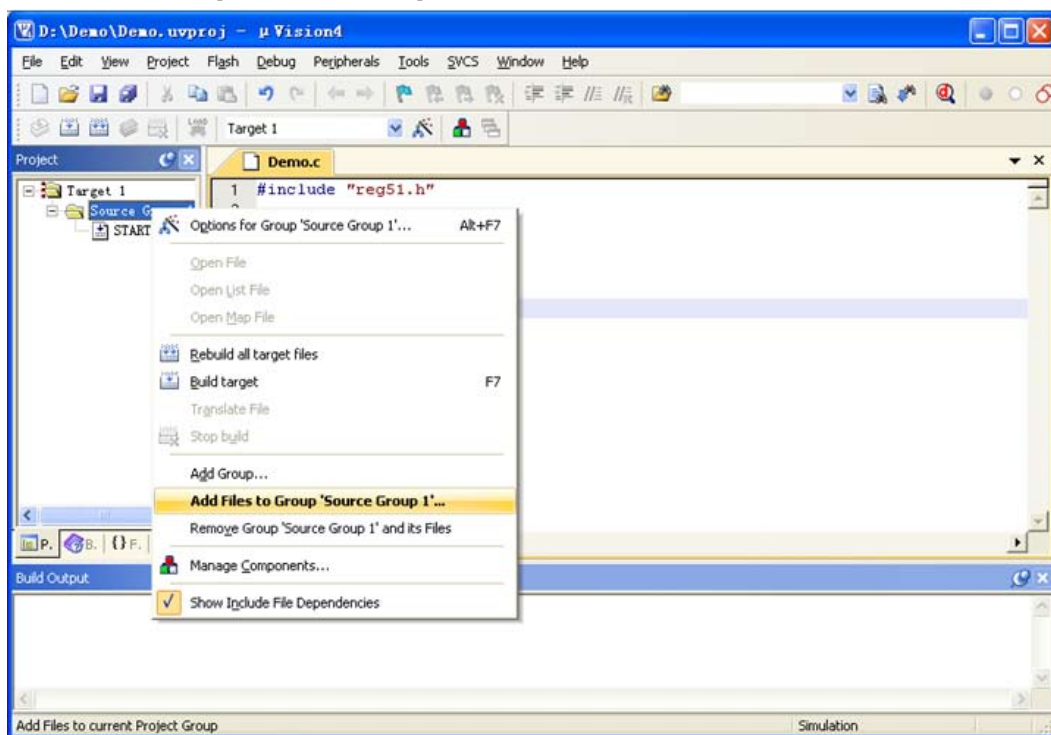 D:\Demo\Demo.uvproj - µVision4
File Edit View Project Flash Debug Peripherals Tools SVCS Window Help
Target 1
Project
Demo.c
Target 1
1 #include "reg51.h"
Source
START
Options for Group 'Source Group 1'... Alt+F7
Open File
Open List File
Open Map File
Rebuild all target files
Build target F7
Translate File
Stop build
Add Group...
Add Files to Group 'Source Group 1'...
Remove Group 'Source Group 1' and its Files
P. B. {} F.
Manage Components...
Build Output
Show Include File Dependencies
Add Files to current Project Group Simulation